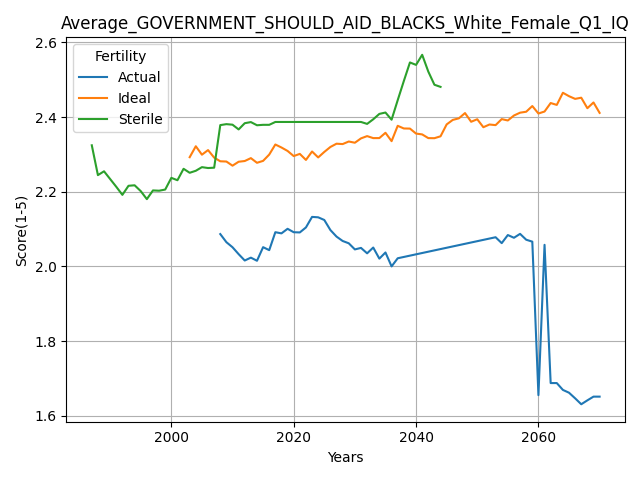 Average_GOVERNMENT_SHOULD_AID_BLACKS_White_Female_Q1_IQ
Fertility
Actual
Ideal
Sterile
Score(1-5)
2.6
2.4
2.2
2.0
1.8
1.6
2000
2020
2040
2060
Years